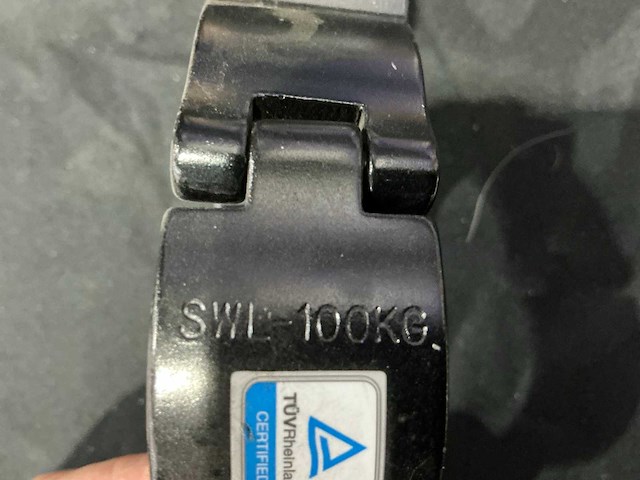 SWL-100KG
TÜVRheinla
CERTIFIED